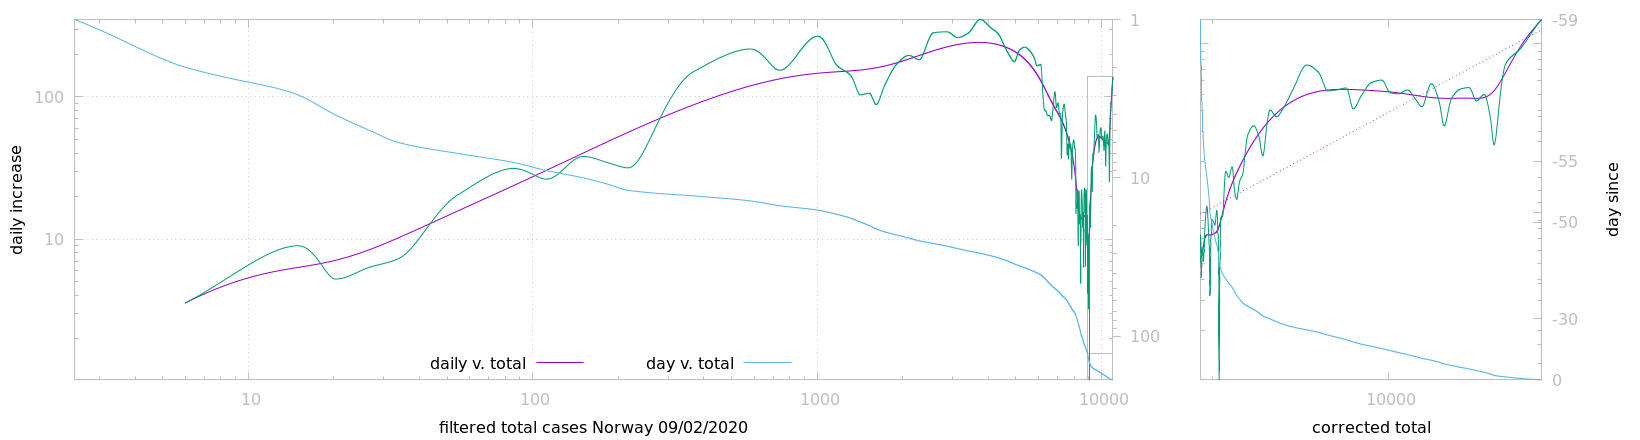 daily increase
100
10
daily v. total
day v. total
10
100
1000
10000
filtered total cases Norway 09/02/2020
1
10
100
10000
corrected total
-59
-55
-50
-30
0
day since